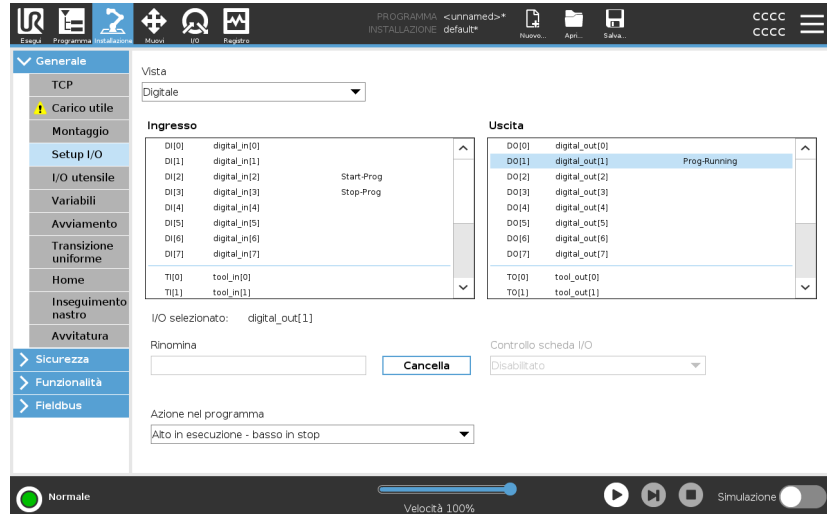 PROGRAMMA <unnamed>*
INSTALLAZIONE default*
cccc
cccc
Esegui Programma Installazione Muovi I/O Registro Nuovo... Apri... Salva...
Generale
TCP
Carico utile
Montaggio
Setup I/O
I/O utensile
Variabili
Avviamento
Transizione
uniforme
Home
Inseguimento
nastro
Avvitatura
Sicurezza
Funzionalità
Fieldbus
Vista
Digitale
Ingresso
DI[0] digital_in[0]
DI[1] digital_in[1]
DI[2] digital_in[2] Start-Prog
DI[3] digital_in[3] Stop-Prog
DI[4] digital_in[4]
DI[5] digital_in[5]
DI[6] digital_in[6]
DI[7] digital_in[7]
TI[0] tool_in[0]
TI[1] tool_in[1]
Uscita
DO[0] digital_out[0]
DO[1] digital_out[1] Prog-Running
DO[2] digital_out[2]
DO[3] digital_out[3]
DO[4] digital_out[4]
DO[5] digital_out[5]
DO[6] digital_out[6]
DO[7] digital_out[7]
TO[0] tool_out[0]
TO[1] tool_out[1]
I/O selezionato: digital_out[1]
Rinomina
Cancella
Controllo scheda I/O
Disabilitato
Azione nel programma
Alto in esecuzione - basso in stop
Normale
Velocità 100%
Simulazione